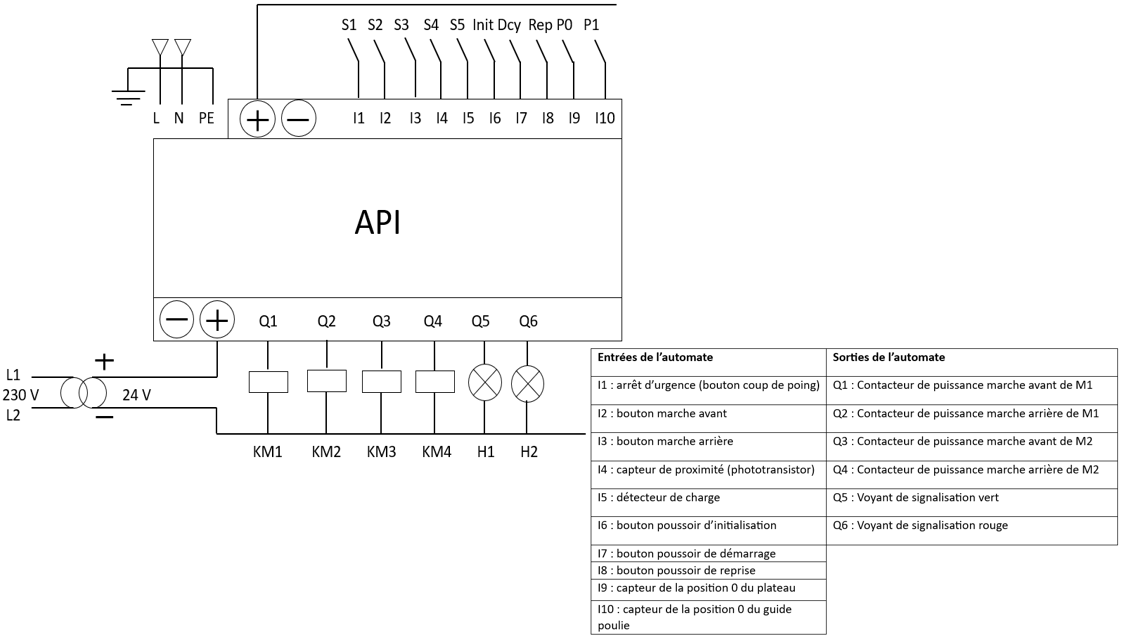 S1 S2 S3 S4 S5 Init Dcy Rep P0 P1
L N PE + − I1 I2 I3 I4 I5 I6 I7 I8 I9 I10
API
− + Q1 Q2 Q3 Q4 Q5 Q6
+
L1
230 V 24 V
L2
−
KM1 KM2 KM3 KM4 H1 H2
Entrées de l’automate Sorties de l’automate
I1 : arrêt d’urgence (bouton coup de poing) Q1 : Contacteur de puissance marche avant de M1
I2 : bouton marche avant Q2 : Contacteur de puissance marche arrière de M1
I3 : bouton marche arrière Q3 : Contacteur de puissance marche avant de M2
I4 : capteur de proximité (phototransistor) Q4 : Contacteur de puissance marche arrière de M2
I5 : détecteur de charge Q5 : Voyant de signalisation vert
I6 : bouton poussoir d’initialisation Q6 : Voyant de signalisation rouge
I7 : bouton poussoir de démarrage
I8 : bouton poussoir de reprise
I9 : capteur de la position 0 du plateau
I10 : capteur de la position 0 du guide
poulie